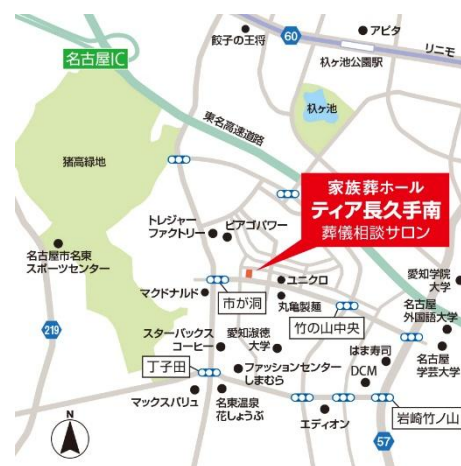 餃子の王将
60
アピタ
リニモ
杁ヶ池公園駅
名古屋IC
杁ヶ池
東名高速道路
猪高緑地
家族葬ホール
ティア長久手南
葬儀相談サロン
トレジャー
ファクトリー
ピアゴパワー
名古屋市名東
スポーツセンター
マクドナルド
市が洞
ユニクロ
丸亀製麺
竹の山中央
愛知学院
大学
名古屋
外国語大学
219
スターバックス
コーヒー
愛知淑徳
大学
はま寿司
名古屋
学芸大学
丁子田
ファッションセンター
しまむら
DCM
マックスバリュ
名東温泉
花しょうぶ
エディオン
岩崎竹ノ山
N
57